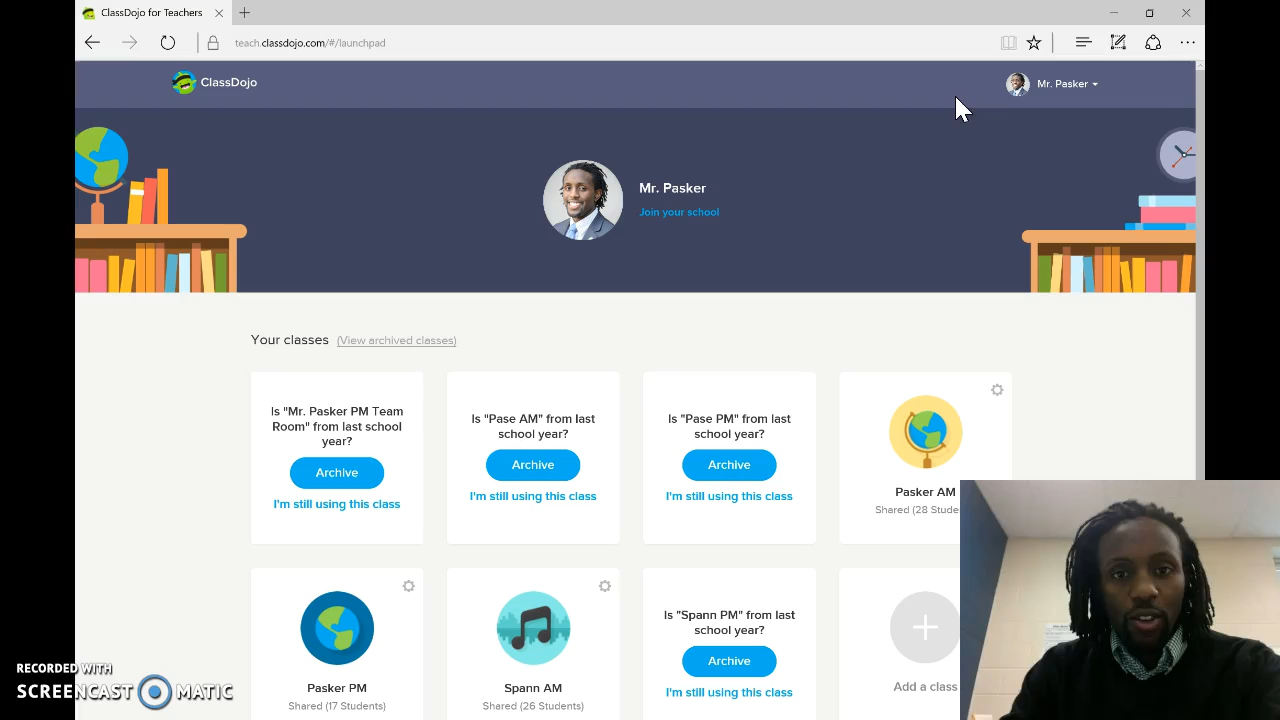 ClassDojo for Teachers
teach.classdojo.com/#/launchpad
ClassDojo
Mr. Pasker
Mr. Pasker
Join your school
Your classes (View archived classes)
Is "Mr. Pasker PM Team
Room" from last school
year?
Archive
I'm still using this class
Is "Pase AM" from last
school year?
Archive
I'm still using this class
Is "Pase PM" from last
school year?
Archive
I'm still using this class
Pasker AM
Shared (28 Stude
Pasker PM
Shared (17 Students)
Spann AM
Shared (26 Students)
Is "Spann PM" from last
school year?
Archive
I'm still using this class
Add a class
RECORDED WITH
SCREENCAST MATIC